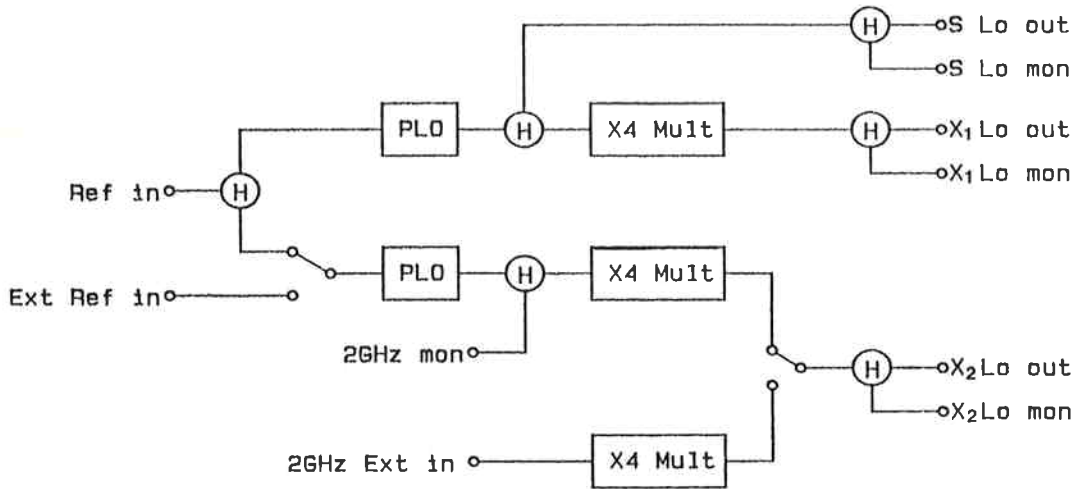 H S Lo out
S Lo mon
PLO H X4 Mult H X₁ Lo out
X₁ Lo mon
Ref in H
PLO H X4 Mult
Ext Ref in
2GHz mon
H X₂ Lo out
X₂ Lo mon
2GHz Ext in X4 Mult